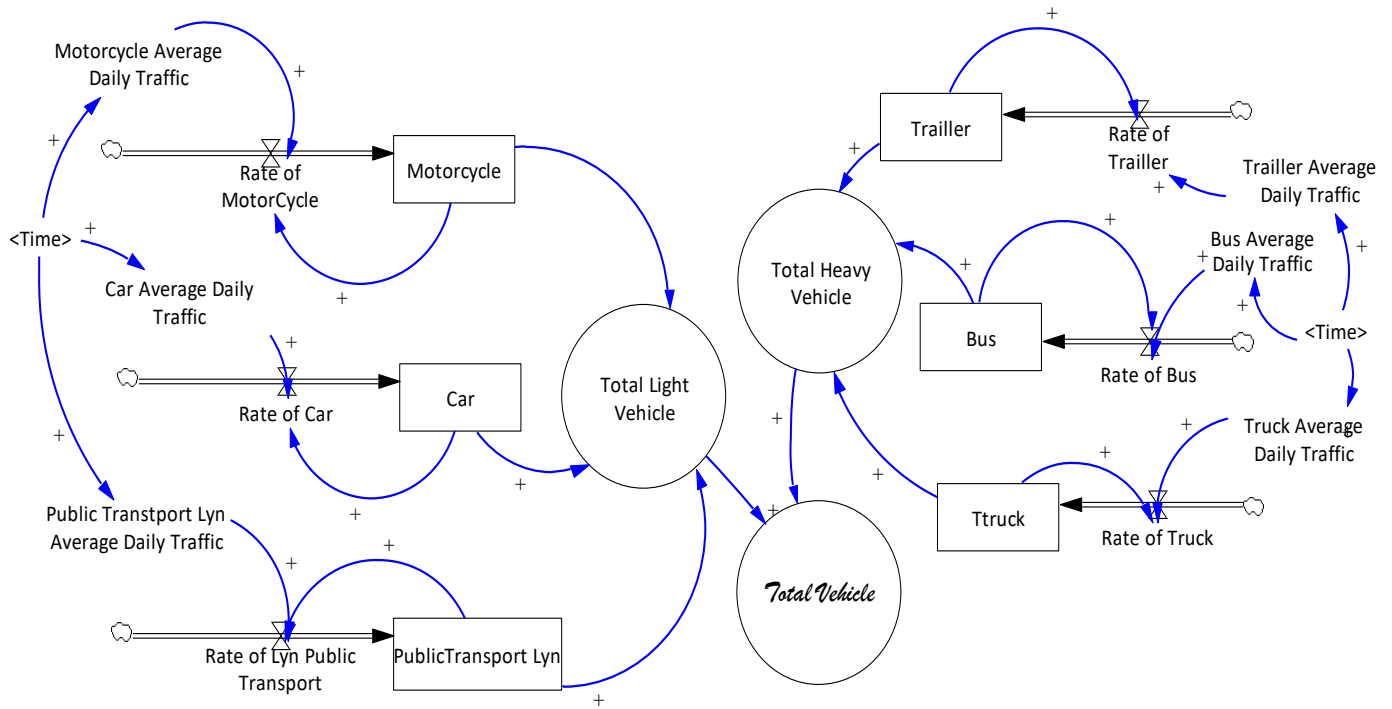 Motorcycle Average
Daily Traffic
+
+
Rate of
MotorCycle
Motorcycle
+
<Time>
+
Car Average Daily
Traffic
+
Rate of Car
Car
+
+
+
Public Transtport Lyn
Average Daily Traffic
+
+
Rate of Lyn Public
Transport
PublicTransport Lyn
+
Total Light
Vehicle
Total Heavy
Vehicle
+
+
Total Vehicle
+
Trailler
+
Rate of
Trailler
+
Trailler Average
Daily Traffic
+
+
Bus
+
Rate of Bus
+
Bus Average
Daily Traffic
+
<Time>
+
Ttruck
+
Rate of Truck
+
Truck Average
Daily Traffic
+